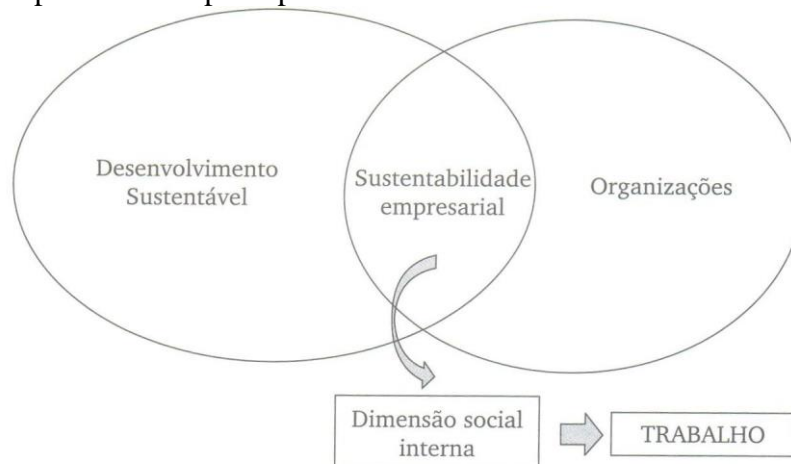 Desenvolvimento
Sustentável
Sustentabilidade
empresarial
Organizações
Dimensão social
interna
TRABALHO